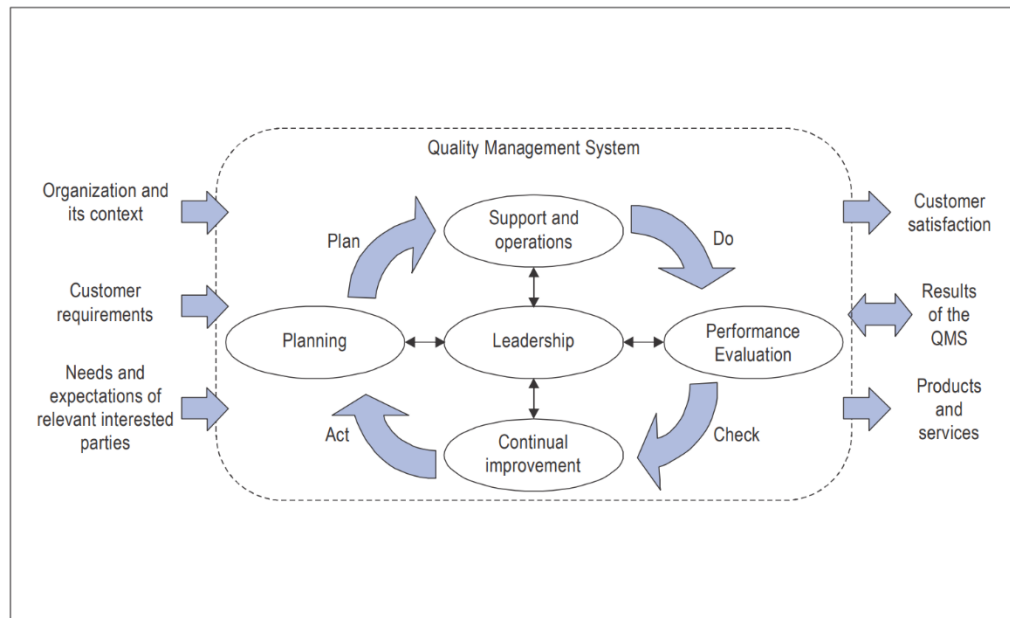 Quality Management System
Organization and
its context
Customer
requirements
Needs and
expectations of
relevant interested
parties
Plan
Support and
operations
Do
Planning
Leadership
Performance
Evaluation
Act
Continual
improvement
Check
Customer
satisfaction
Results
of the
QMS
Products
and
services